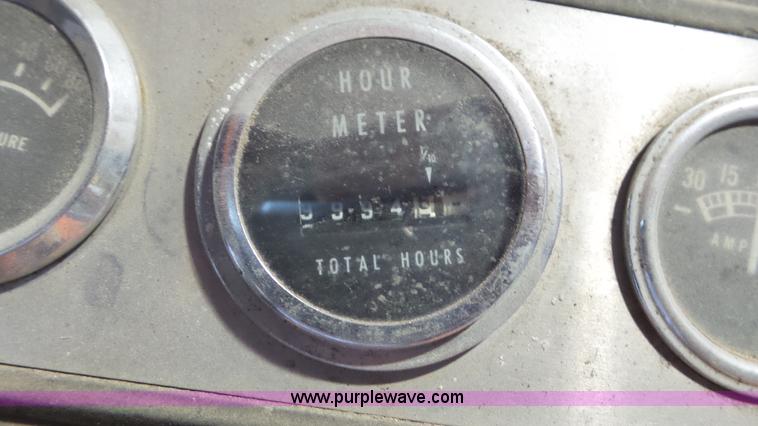 URE
HOUR
METER
1/10
TOTAL HOURS
30 15
AMP
www.purplewave.com